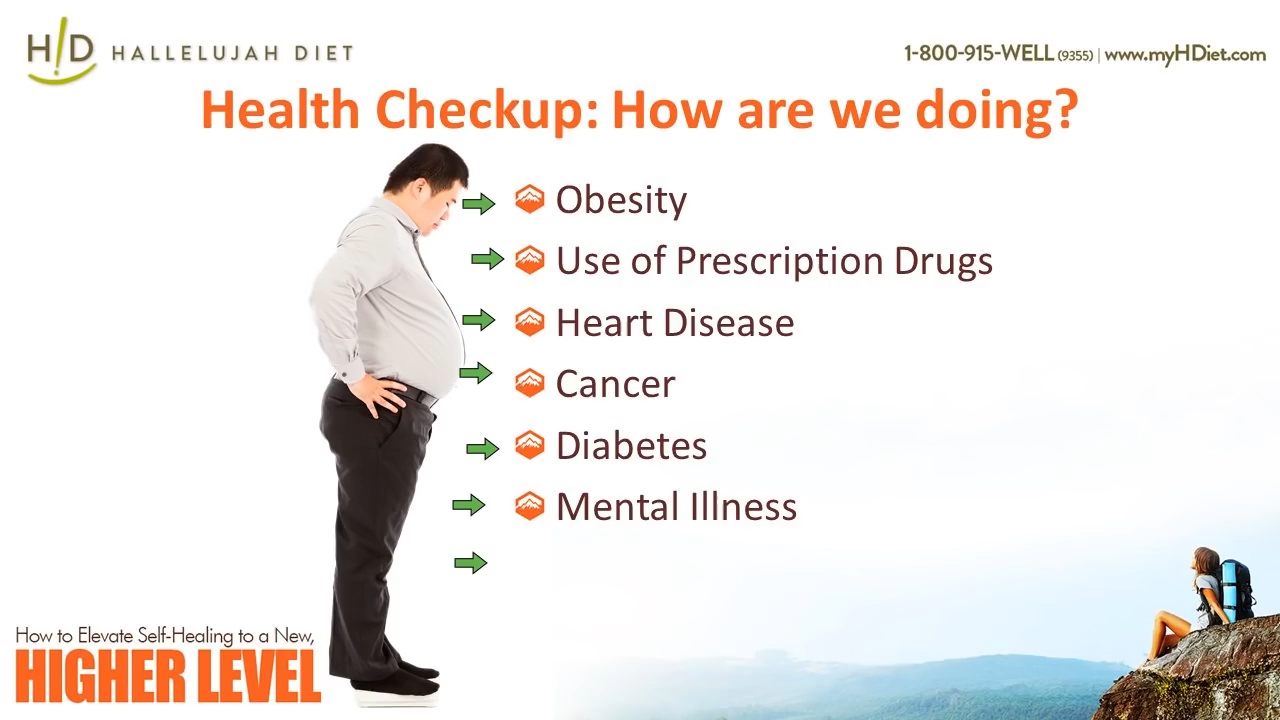 H!D HALLELUJAH DIET
1-800-915-WELL (9355) | www.myHDiet.com
Health Checkup: How are we doing?
Obesity
Use of Prescription Drugs
Heart Disease
Cancer
Diabetes
Mental Illness
How to Elevate Self-Healing to a New,
HIGHER LEVEL